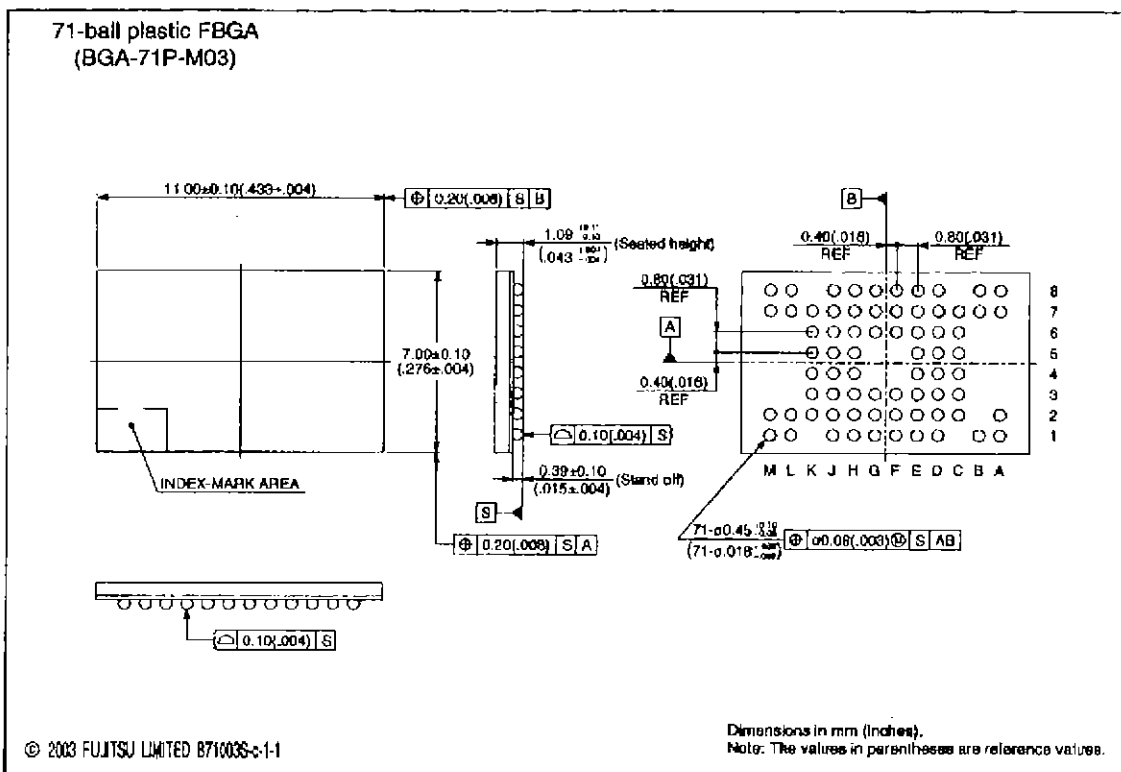 71-ball plastic FBGA
(BGA-71P-M03)
11.00±0.10(.433±.004)
⌖ 0.20(.008) S B
B
1.09
(Seated height)
(.043
0.40(.016)
REF
0.80(.031)
REF
0.80(.031)
REF
A
7.00±0.10
(.276±.004)
0.40(.016)
REF
8
7
6
5
4
3
2
1
⌓ 0.10(.004) S
M L K J H G F E D C B A
0.39±0.10
(Stand off)
(.015±.004)
INDEX-MARK AREA
S
71-ø0.45
(71-ø.018
⌖ ø0.08(.003)Ⓜ S AB
⌖ 0.20(.008) S A
⌓ 0.10(.004) S
© 2003 FUJITSU LIMITED B71003S-c-1-1
Dimensions in mm (inches).
Note: The values in parentheses are reference values.